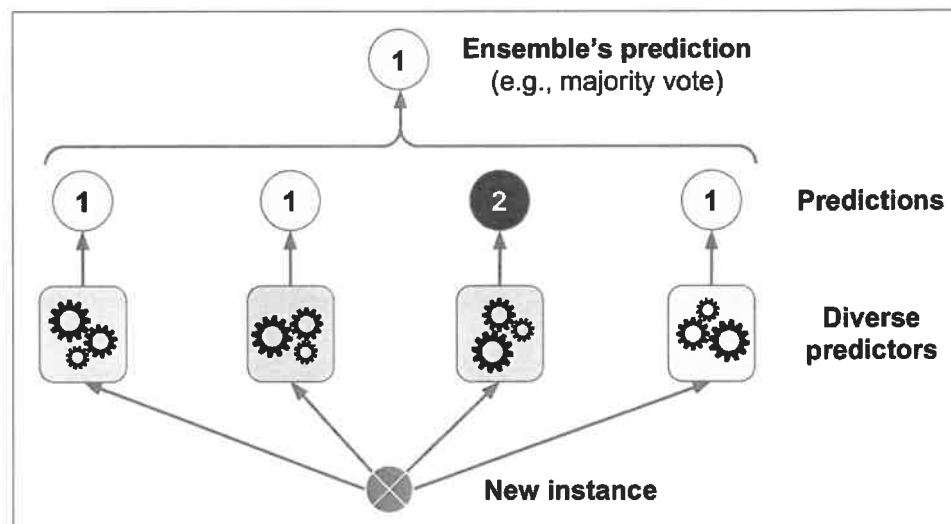 1
Ensemble's prediction
(e.g., majority vote)
1 1 2 1
Predictions
Diverse
predictors
New instance